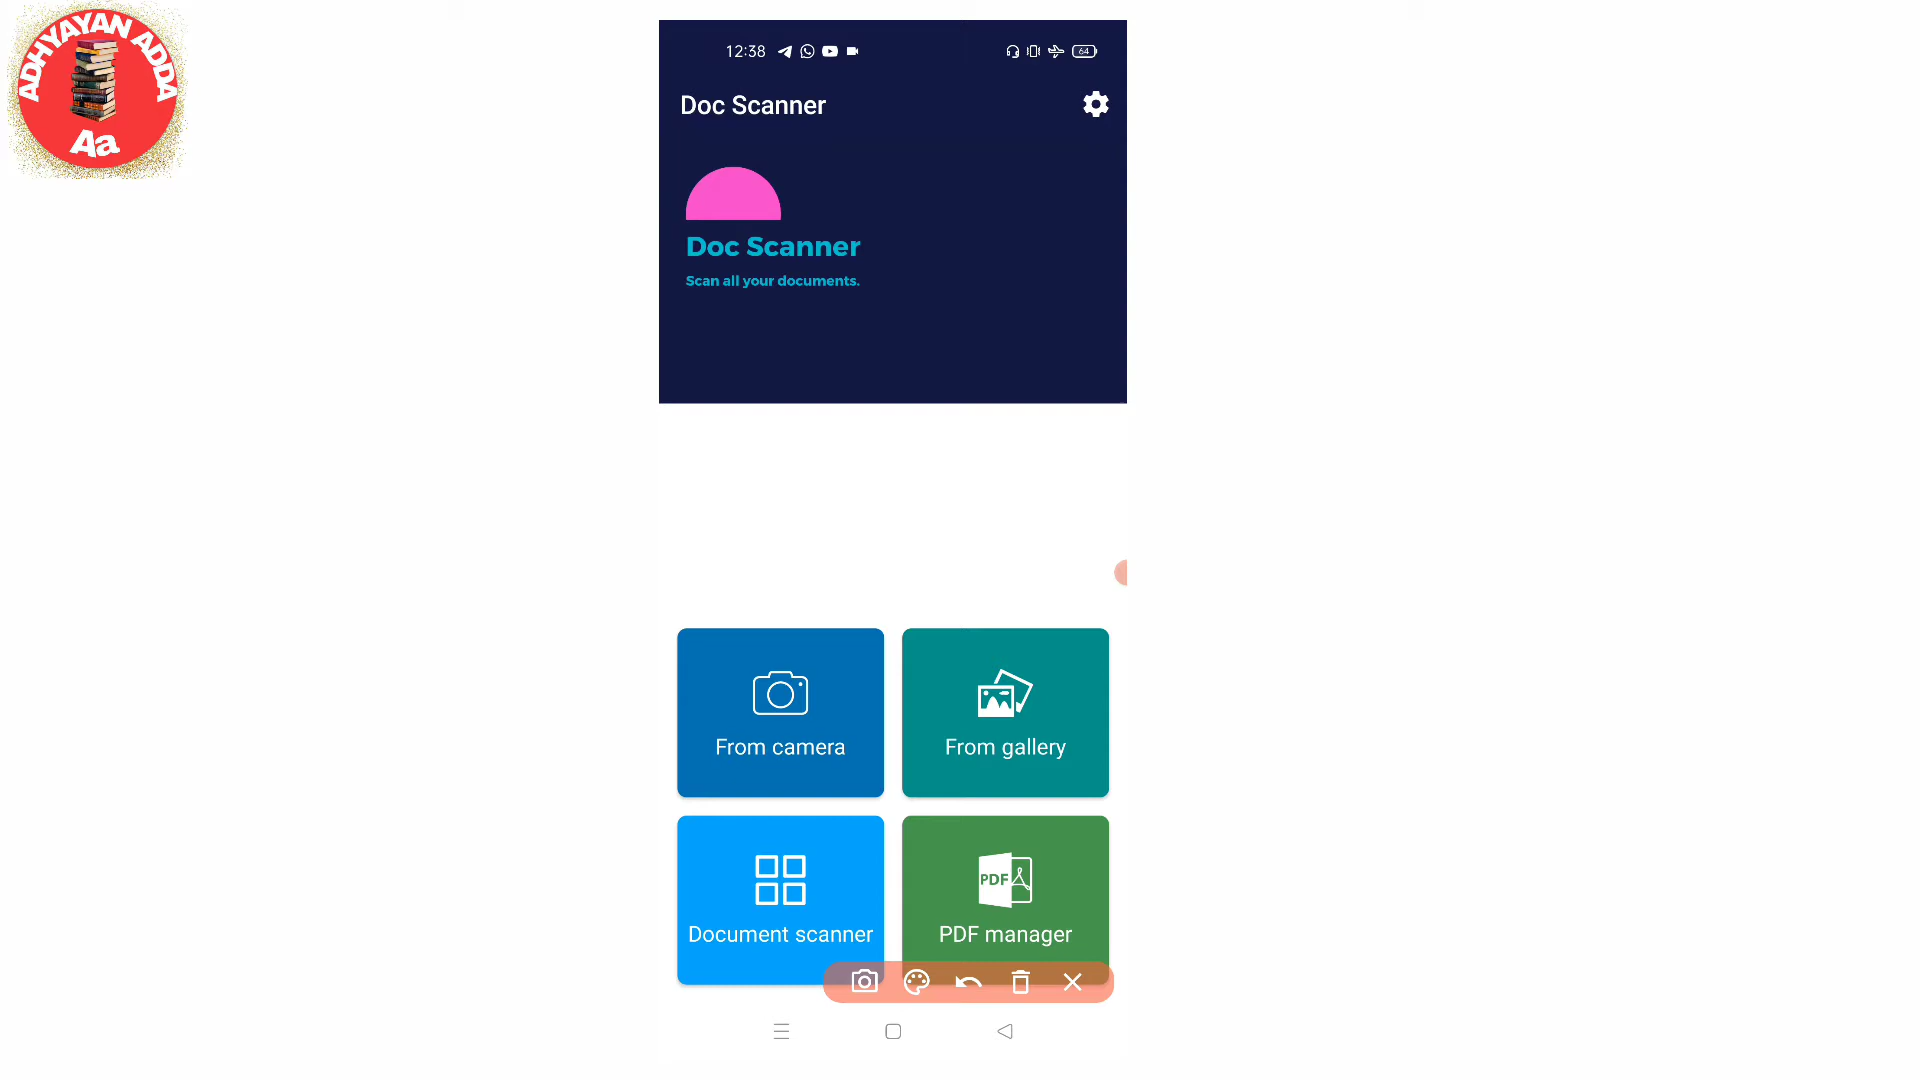 ADHYAYAN ADDA
Aa
12:38
64
Doc Scanner
Doc Scanner
Scan all your documents.
From camera
From gallery
Document scanner
PDF
PDF manager